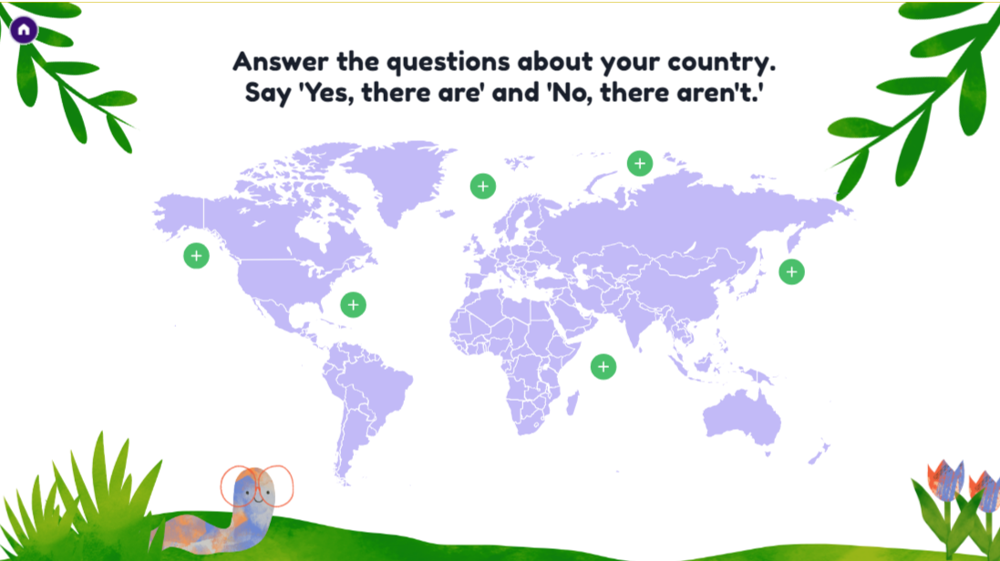 Answer the questions about your country.
Say 'Yes, there are' and 'No, there aren't.'